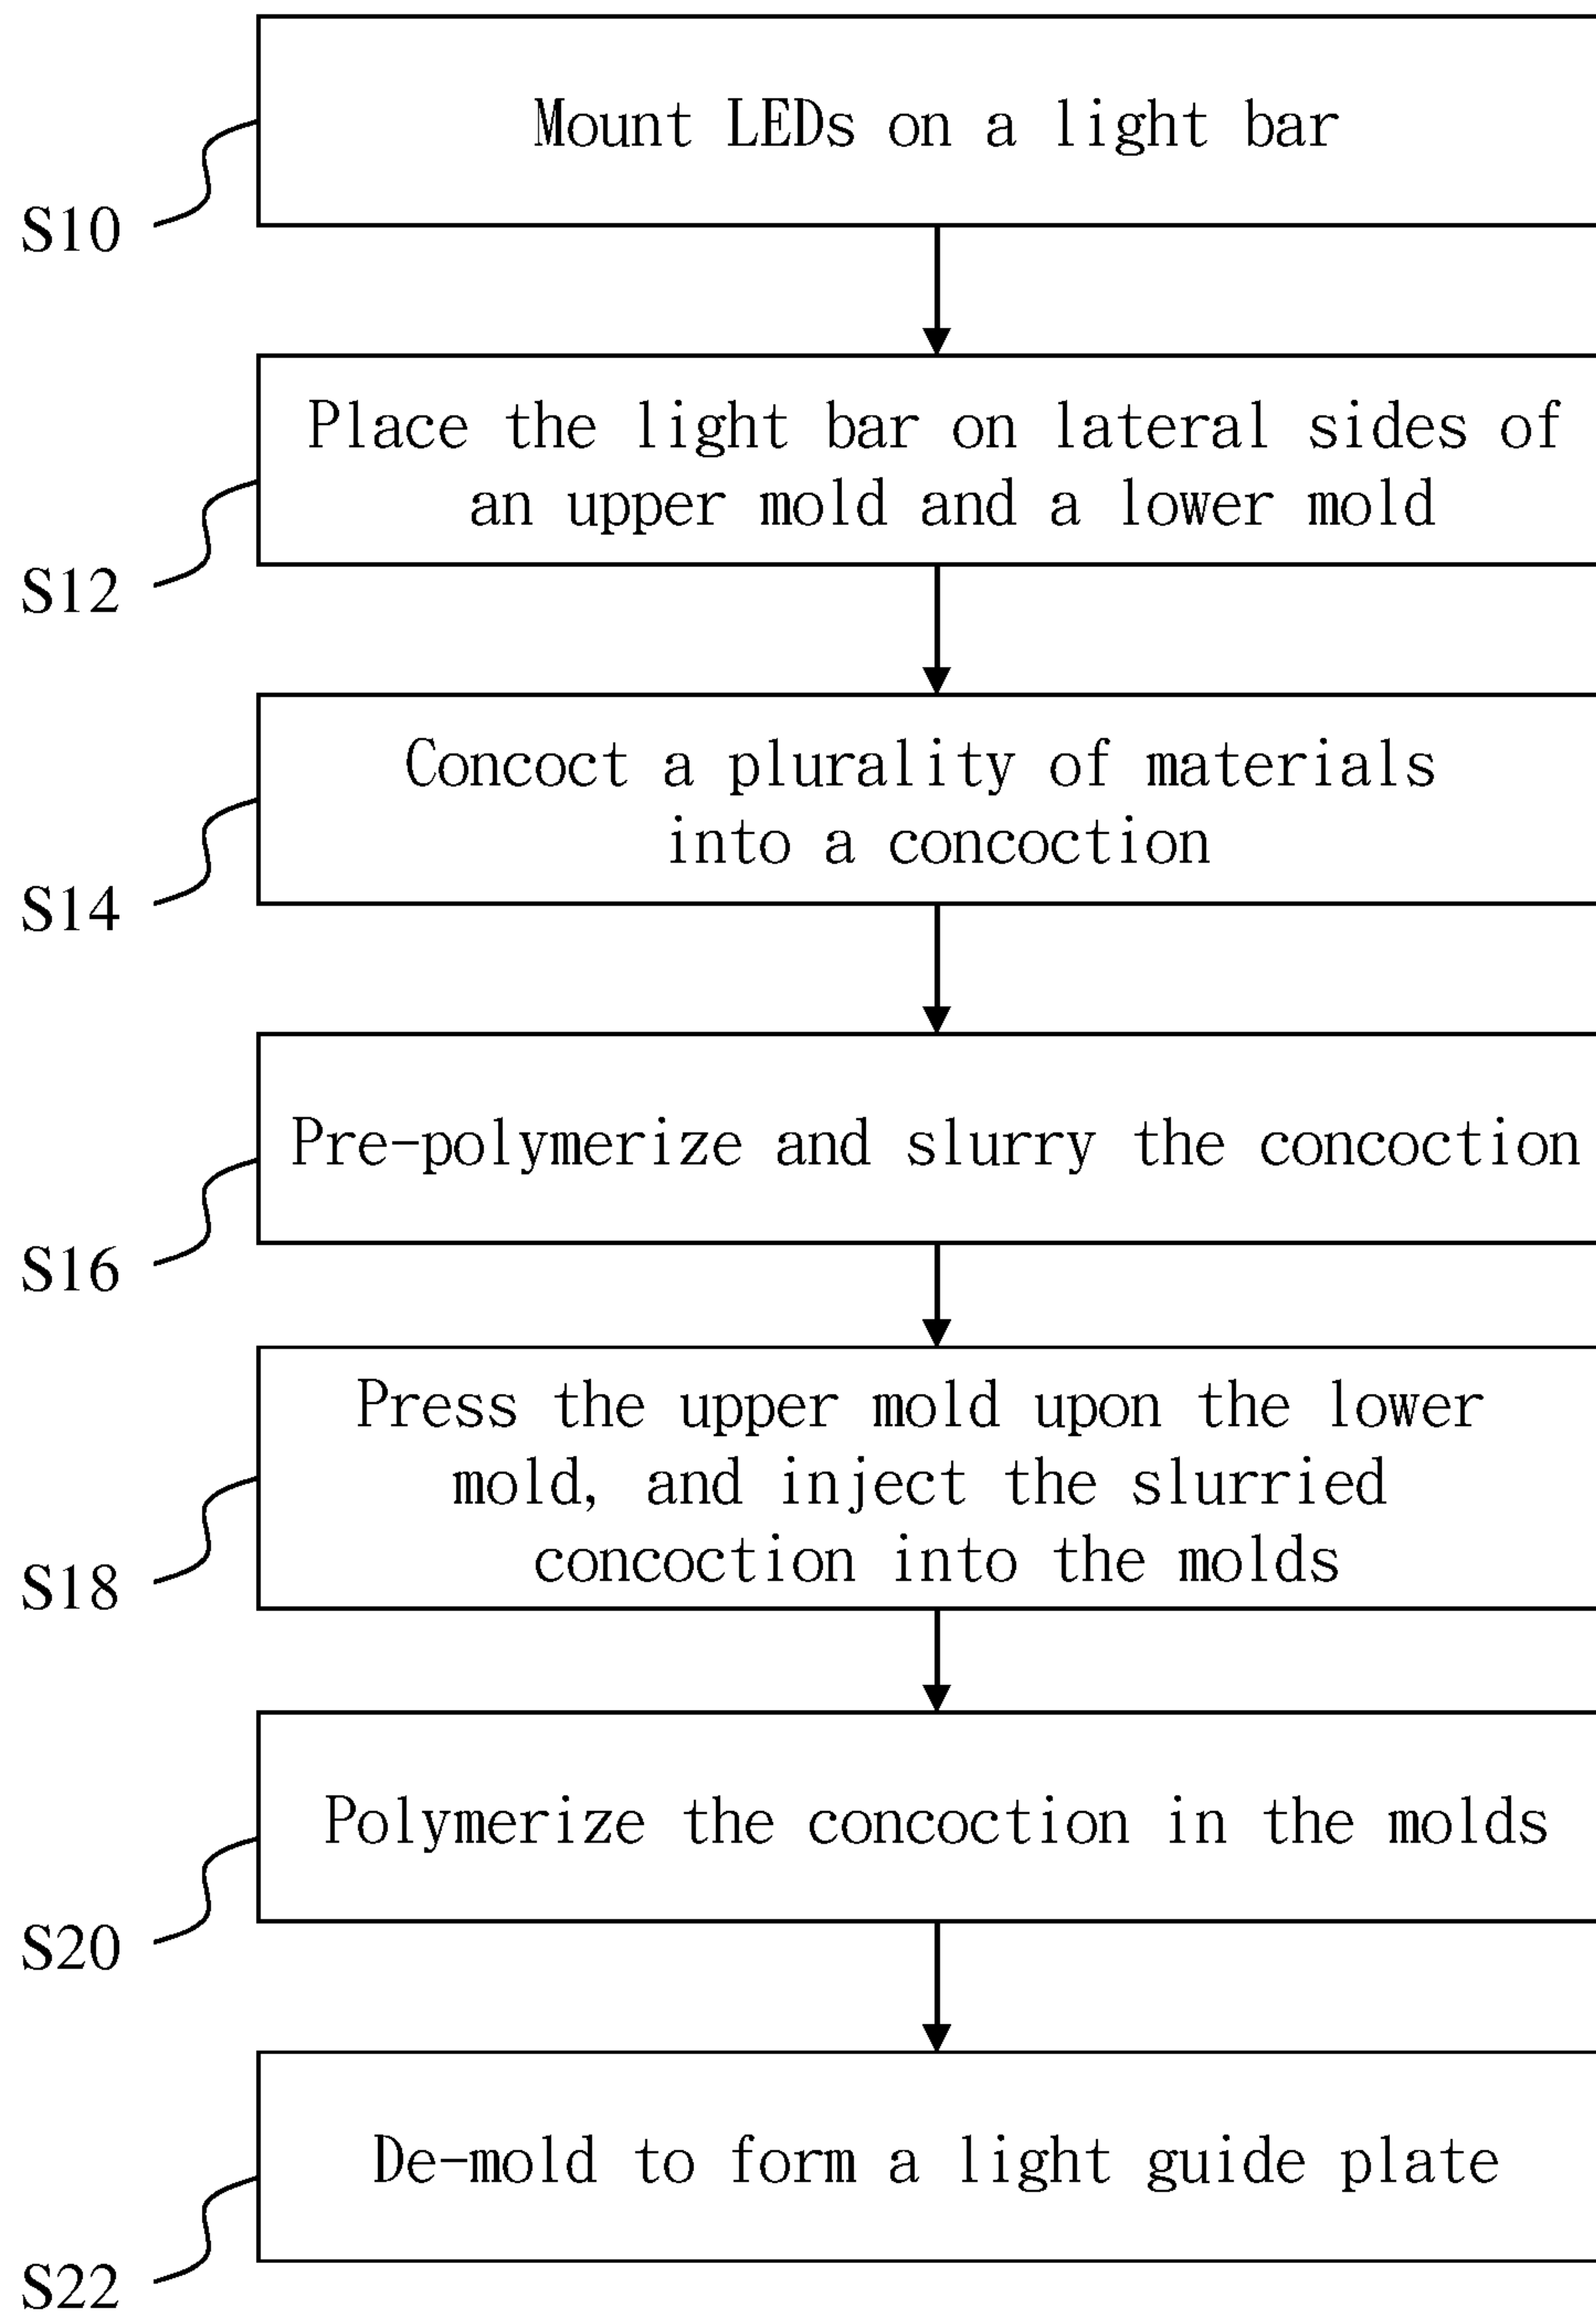 Mount LEDs on a light bar
S10
Place the light bar on lateral sides of
an upper mold and a lower mold
S12
Concoct a plurality of materials
into a concoction
S14
Pre-polymerize and slurry the concoction
S16
Press the upper mold upon the lower
mold, and inject the slurried
concoction into the molds
S18
Polymerize the concoction in the molds
S20
De-mold to form a light guide plate
S22